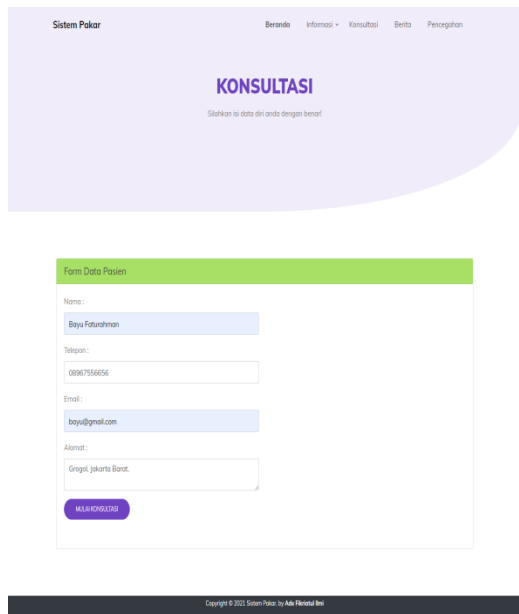 Sistem Pakar
Beranda Informasi Konsultasi Berita Pencegahan
KONSULTASI
Silahkan isi data diri anda dengan benar!
Form Data Pasien
Nama :
Bayu Faturahman
Telepon :
08967556656
Email :
bayu@gmail.com
Alamat :
Grogol, Jakarta Barat.
MULAI KONSULTASI
Copyright © 2021 Sistem Pakar. by Ade Fikriatul Ilmi